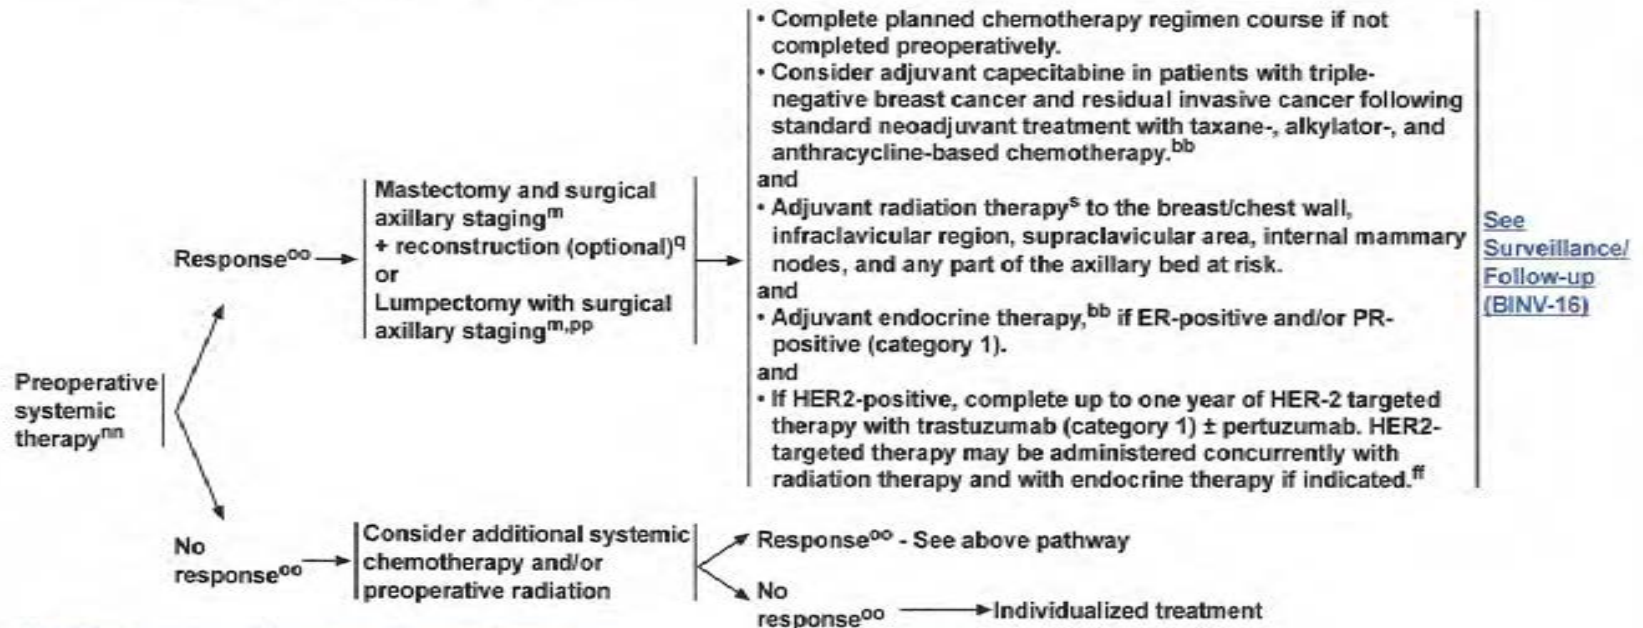 Preoperative
systemic
therapynn
Responseoo
Mastectomy and surgical
axillary stagingm
+ reconstruction (optional)q
or
Lumpectomy with surgical
axillary stagingm,pp
• Complete planned chemotherapy regimen course if not
completed preoperatively.
• Consider adjuvant capecitabine in patients with triple-
negative breast cancer and residual invasive cancer following
standard neoadjuvant treatment with taxane-, alkylator-, and
anthracycline-based chemotherapy.bb
and
• Adjuvant radiation therapys to the breast/chest wall,
infraclavicular region, supraclavicular area, internal mammary
nodes, and any part of the axillary bed at risk.
and
• Adjuvant endocrine therapy,bb if ER-positive and/or PR-
positive (category 1).
and
• If HER2-positive, complete up to one year of HER-2 targeted
therapy with trastuzumab (category 1) ± pertuzumab. HER2-
targeted therapy may be administered concurrently with
radiation therapy and with endocrine therapy if indicated.ff
See
Surveillance/
Follow-up
(BINV-16)
No
responseoo
Consider additional systemic
chemotherapy and/or
preoperative radiation
Responseoo - See above pathway
No
responseoo
Individualized treatment